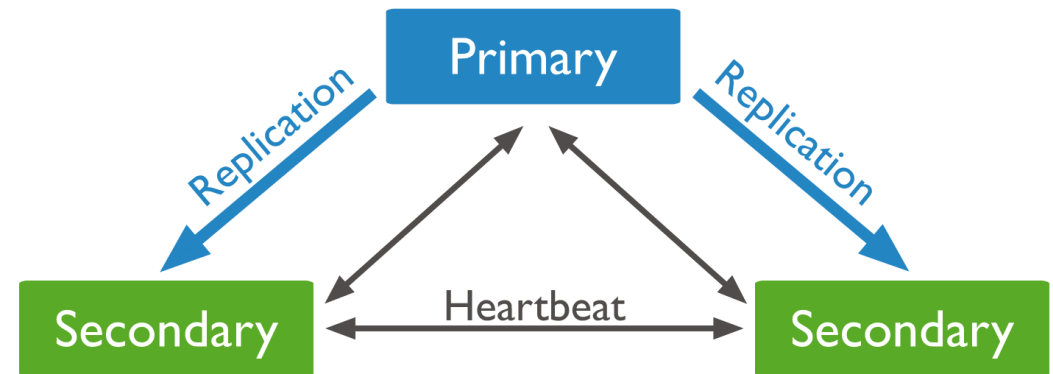 Primary
Replication
Replication
Heartbeat
Secondary
Secondary